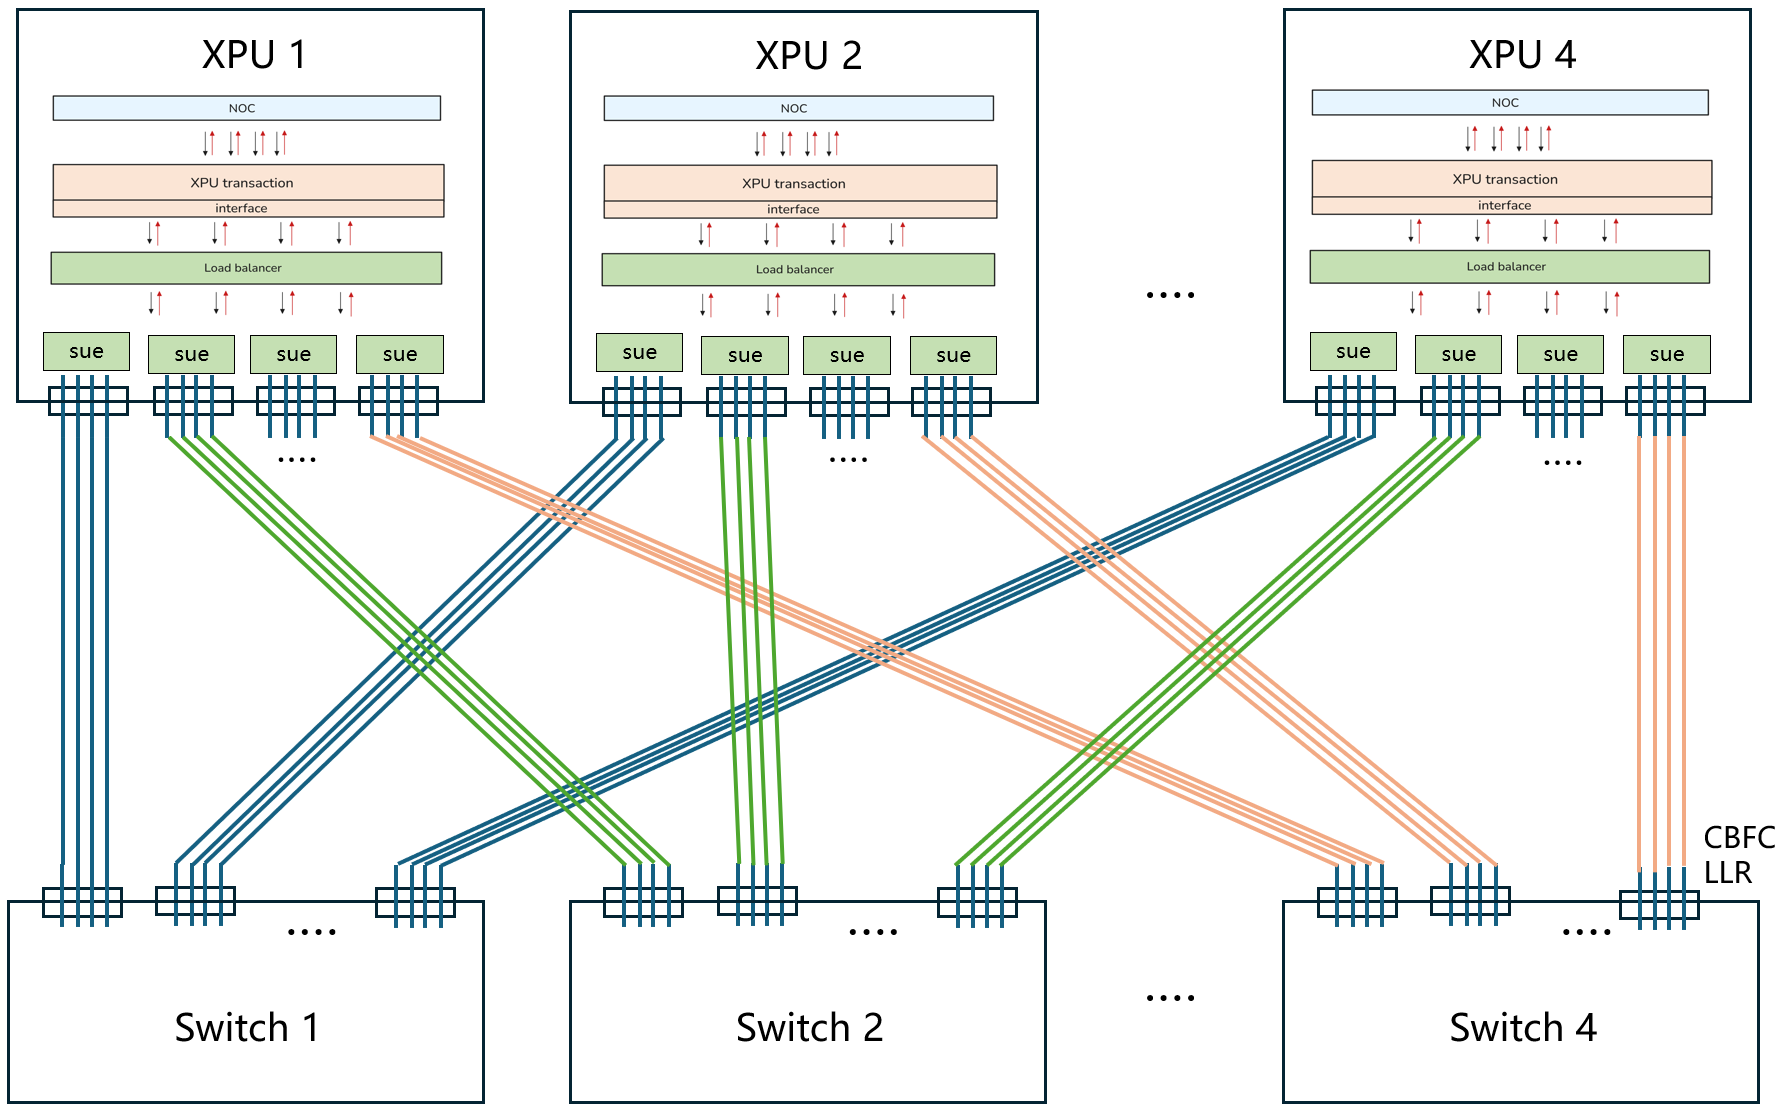 XPU 1
NOC
XPU transaction
interface
Load balancer
sue sue sue sue
....
XPU 2
NOC
XPU transaction
interface
Load balancer
sue sue sue sue
....
....
XPU 4
NOC
XPU transaction
interface
Load balancer
sue sue sue sue
....
CBFC
LLR
....
Switch 1
....
Switch 2
....
....
Switch 4